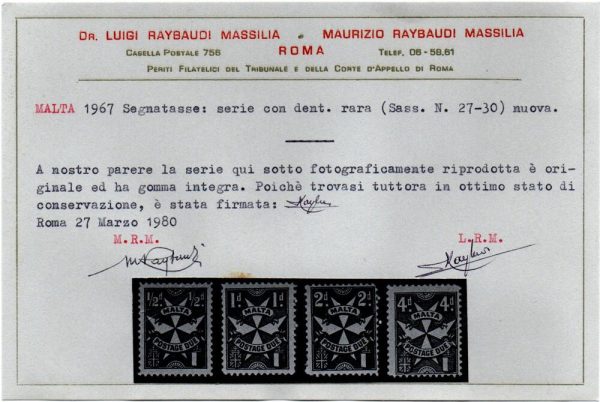 DR. LUIGI RAYBAUDI MASSILIA e MAURIZIO RAYBAUDI MASSILIA
CASELLA POSTALE 756 ROMA TELEF. 06-58.61
PERITI FILATELICI DEL TRIBUNALE E DELLA CORTE D'APPELLO DI ROMA
MALTA 1967 Segnatasse: serie con dent. rara (Sass. N. 27-30) nuova.
A nostro parere la serie qui sotto fotograficamente riprodotta è ori-
ginale ed ha gomma integra. Poichè trovasi tuttora in ottimo stato di
conservazione, è stata firmata:
Roma 27 Marzo 1980
M.R.M. L.R.M.
½d ½d 1d 1d 2d 2d 4d 4d
MALTA MALTA MALTA MALTA
POSTAGE DUE POSTAGE DUE POSTAGE DUE POSTAGE DUE